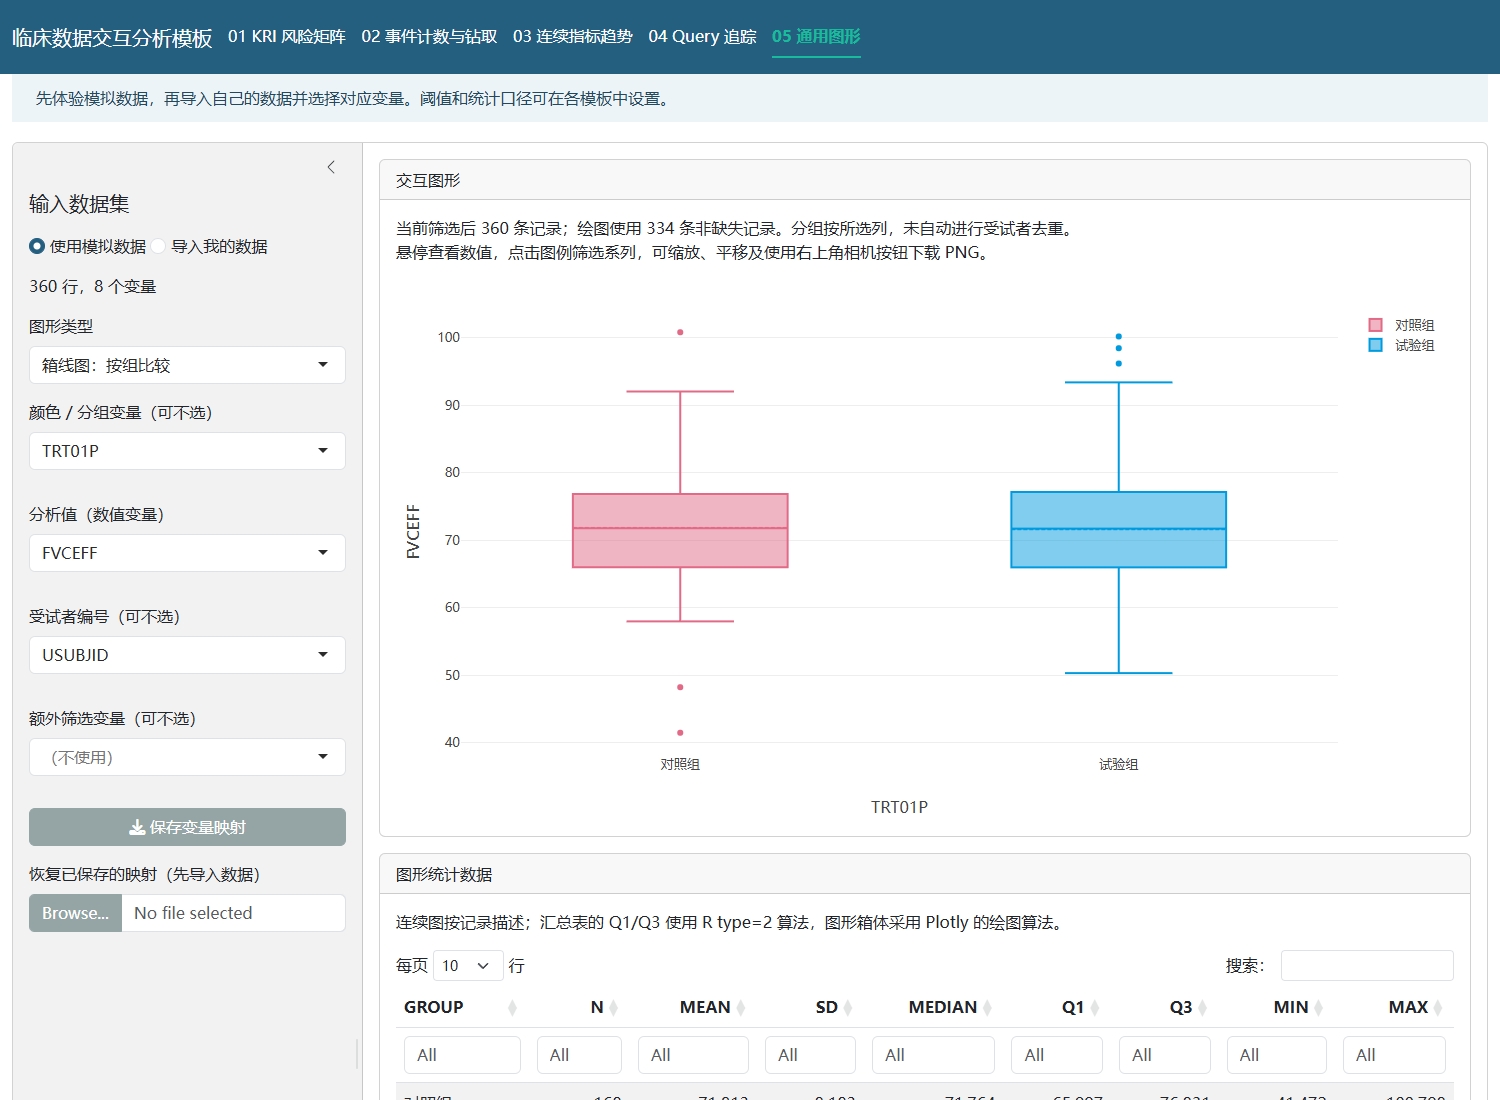 临床数据交互分析模板 01 KRI 风险矩阵 02 事件计数与钻取 03 连续指标趋势 04 Query 追踪 05 通用图形
先体验模拟数据，再导入自己的数据并选择对应变量。阈值和统计口径可在各模板中设置。
输入数据集
使用模拟数据 导入我的数据
360 行，8 个变量
图形类型
箱线图：按组比较
颜色 / 分组变量（可不选）
TRT01P
分析值（数值变量）
FVCEFF
受试者编号（可不选）
USUBJID
额外筛选变量（可不选）
（不使用）
保存变量映射
恢复已保存的映射（先导入数据）
Browse... No file selected
交互图形
当前筛选后 360 条记录；绘图使用 334 条非缺失记录。分组按所选列，未自动进行受试者去重。
悬停查看数值，点击图例筛选系列，可缩放、平移及使用右上角相机按钮下载 PNG。
对照组
试验组
100
90
80
70
60
50
40
FVCEFF
对照组 试验组
TRT01P
图形统计数据
连续图按记录描述；汇总表的 Q1/Q3 使用 R type=2 算法，图形箱体采用 Plotly 的绘图算法。
每页 10 行 搜索：
GROUP N MEAN SD MEDIAN Q1 Q3 MIN MAX
All All All All All All All All All